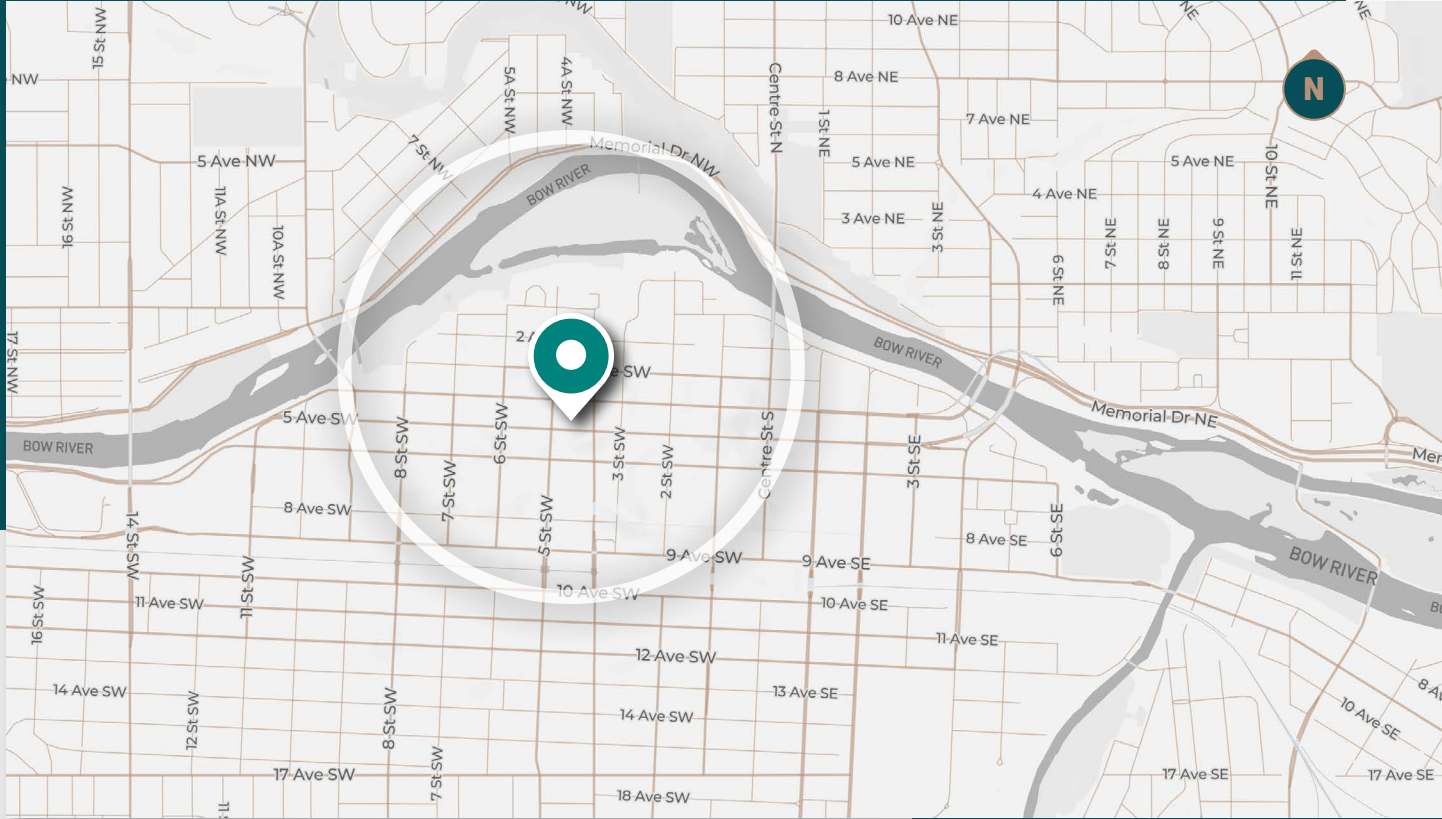 NW
10 Ave NE
NE
NE
15 St NW
NW
5A St NW
4A St NW
Centre St N
8 Ave NE
N
1 St NE
7 Ave NE
7 St NW
Memorial Dr NW
5 Ave NW
5 Ave NE
5 Ave NE
10 St NE
BOW RIVER
4 Ave NE
16 St NW
11A St NW
3 Ave NE
3 St NE
7 St NE
8 St NE
9 St NE
11 St NE
10A St NW
6 St NE
17 St NW
2
e SW
BOW RIVER
5 Ave SW
Memorial Dr NE
BOW RIVER
8 St SW
6 St SW
3 St SW
2 St SW
Centre St S
3 St SE
Mer
7 St SW
8 Ave SW
14 St SW
5 St SW
6 St SE
8 Ave SE
9 Ave SW
9 Ave SE
BOW RIVER
11 St SW
10 Ave SW
11 Ave SW
10 Ave SE
16 St SW
11 Ave SE
12 Ave SW
14 Ave SW
13 Ave SE
12 St SW
8 St SW
14 Ave SW
10 Ave SE
17 Ave SW
7 St SW
17 Ave SE
17 Ave SE
18 Ave SW
11